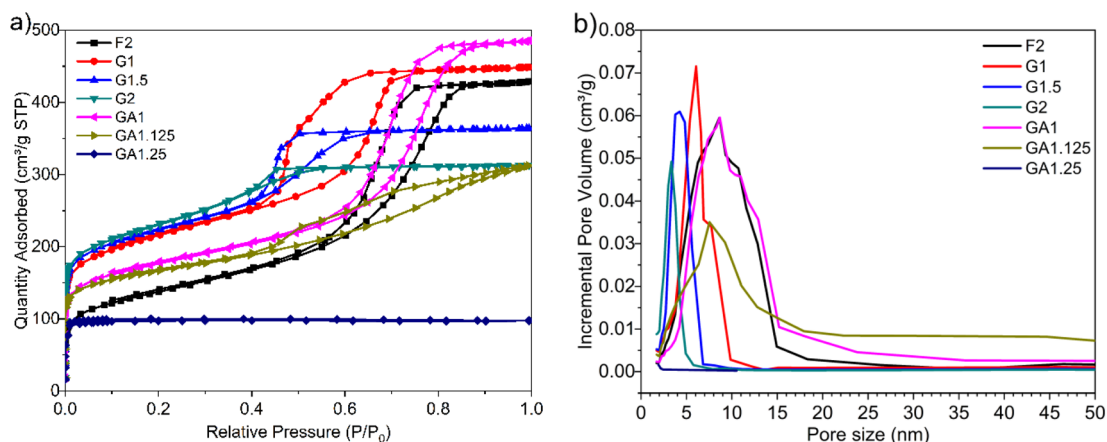 a)
F2
G1
G1.5
G2
GA1
GA1.125
GA1.25
500
400
300
200
100
0
Quantity Adsorbed (cm³/g STP)
0.0 0.2 0.4 0.6 0.8 1.0
Relative Pressure (P/P₀)
b)
F2
G1
G1.5
G2
GA1
GA1.125
GA1.25
0.08
0.07
0.06
0.05
0.04
0.03
0.02
0.01
0.00
Incremental Pore Volume (cm³/g)
0 5 10 15 20 25 30 35 40 45 50
Pore size (nm)